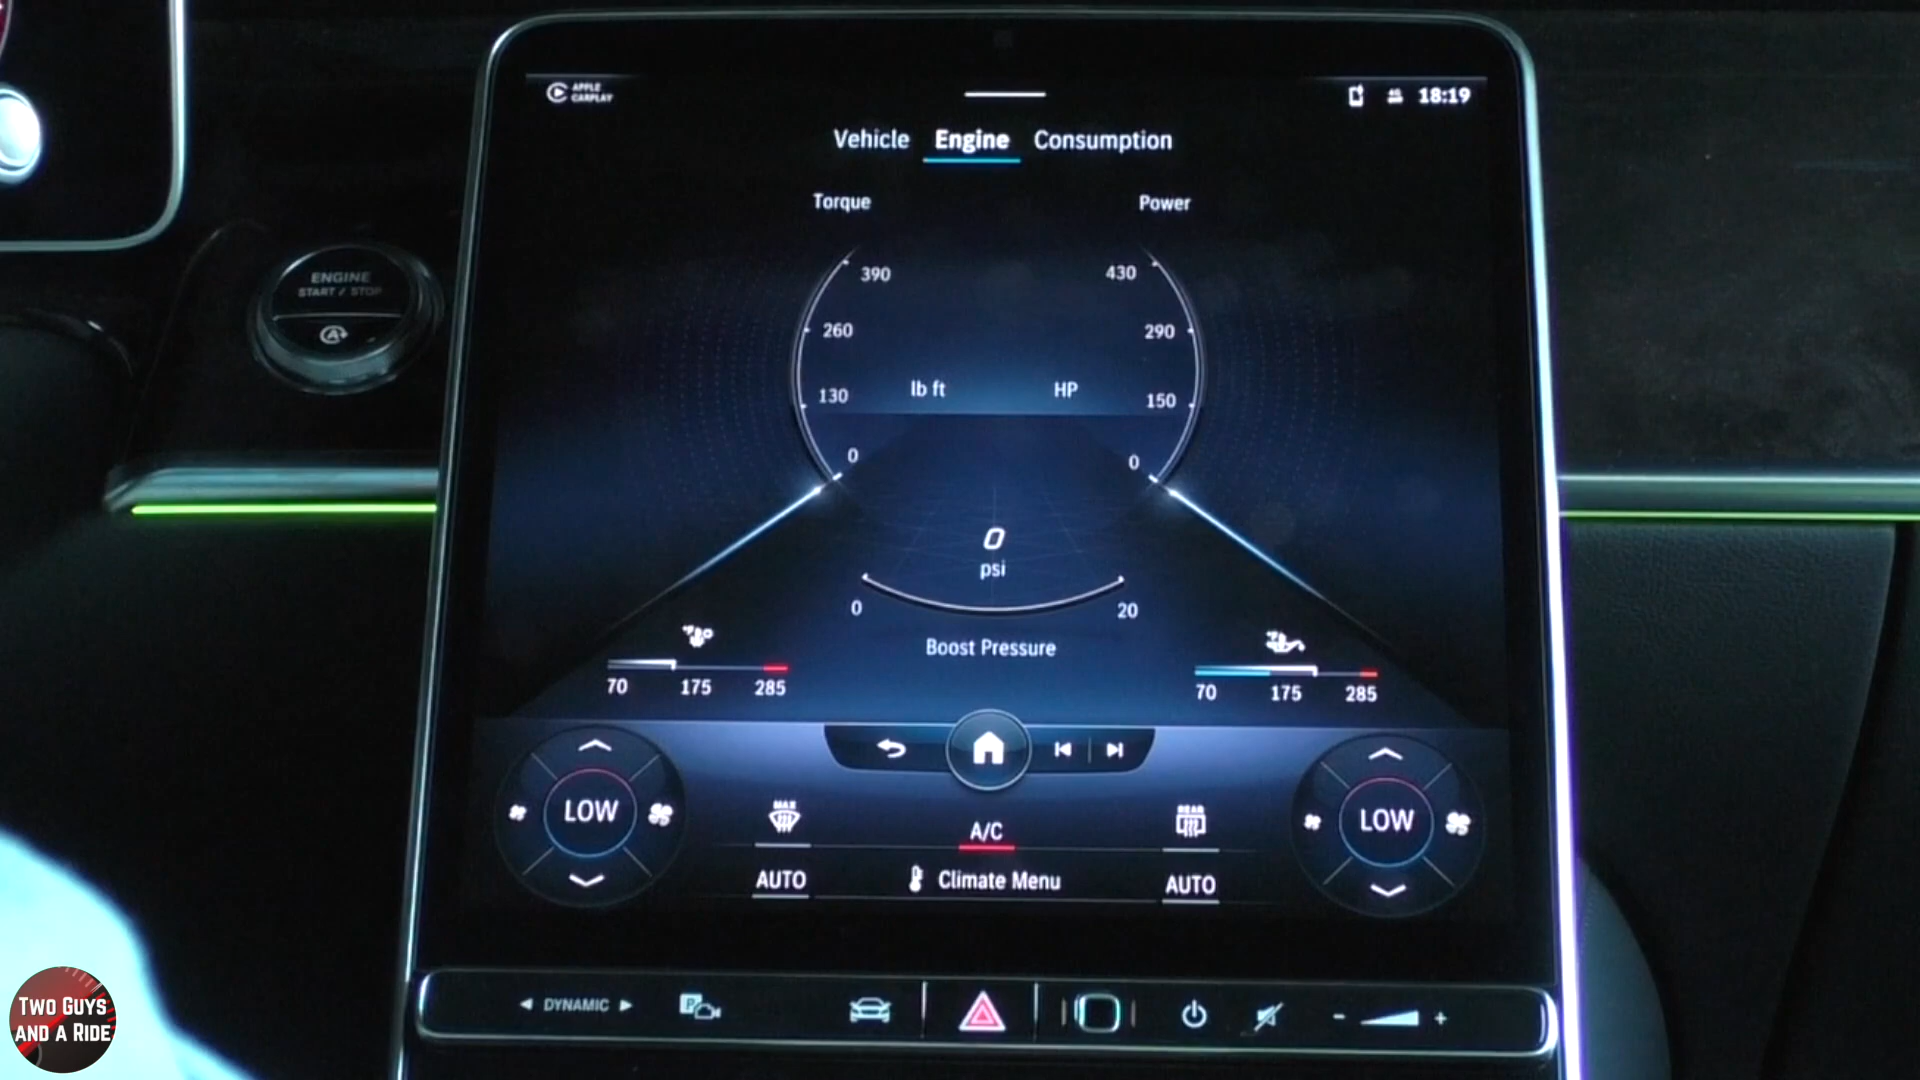 APPLE
CARPLAY
18:19
Vehicle Engine Consumption
Torque Power
390 430
260 290
130 lb ft HP 150
0 0
0
psi
0 20
Boost Pressure
70 175 285
70 175 285
ENGINE
START / STOP
A
LOW
LOW
MAX
REAR
A/C
AUTO
Climate Menu
AUTO
DYNAMIC
P
- +
TWO GUYS
AND A RIDE